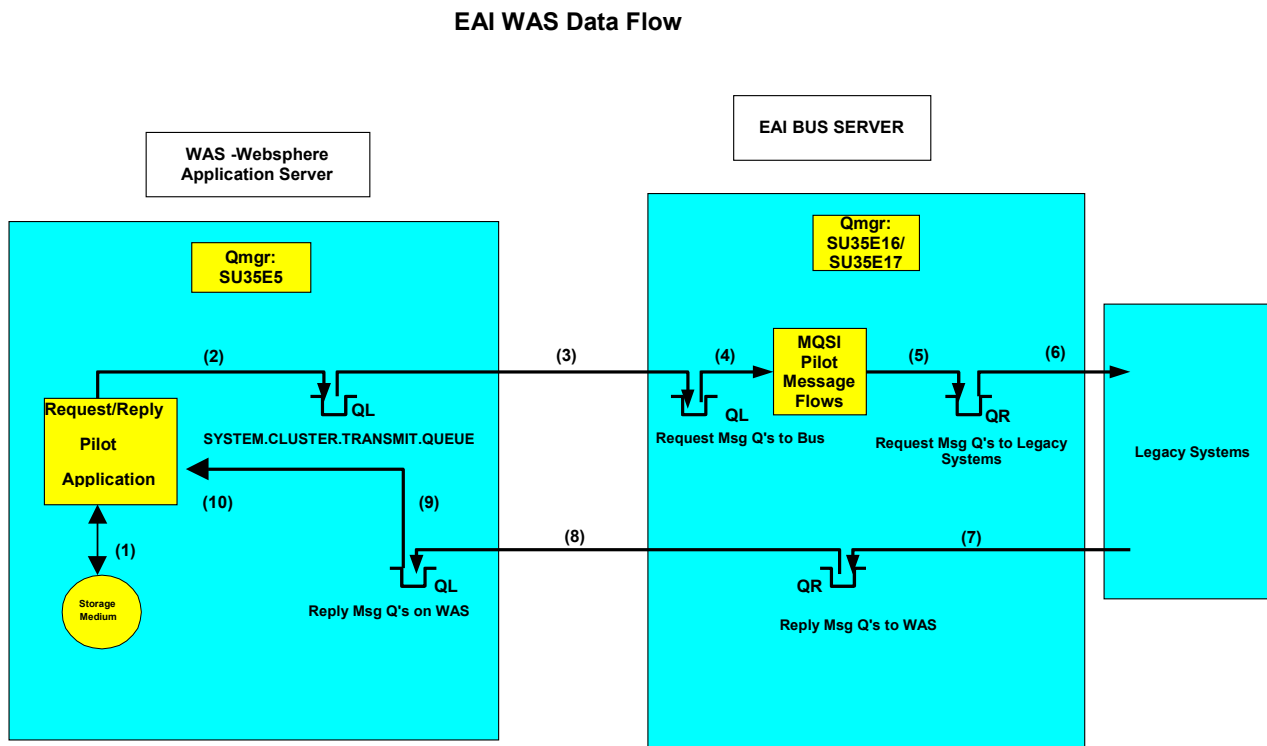 EAI WAS Data Flow
EAI BUS SERVER
WAS -Websphere
Application Server
Qmgr:
SU35E5
Qmgr:
SU35E16/
SU35E17
(2)
(3)
(4)
MQSI
Pilot
Message
Flows
(5)
(6)
Request/Reply
Pilot
Application
QL
SYSTEM.CLUSTER.TRANSMIT.QUEUE
QL
Request Msg Q's to Bus
QR
Request Msg Q's to Legacy
Systems
Legacy Systems
(10)
(9)
(8)
(7)
(1)
Storage
Medium
QL
Reply Msg Q's on WAS
QR
Reply Msg Q's to WAS